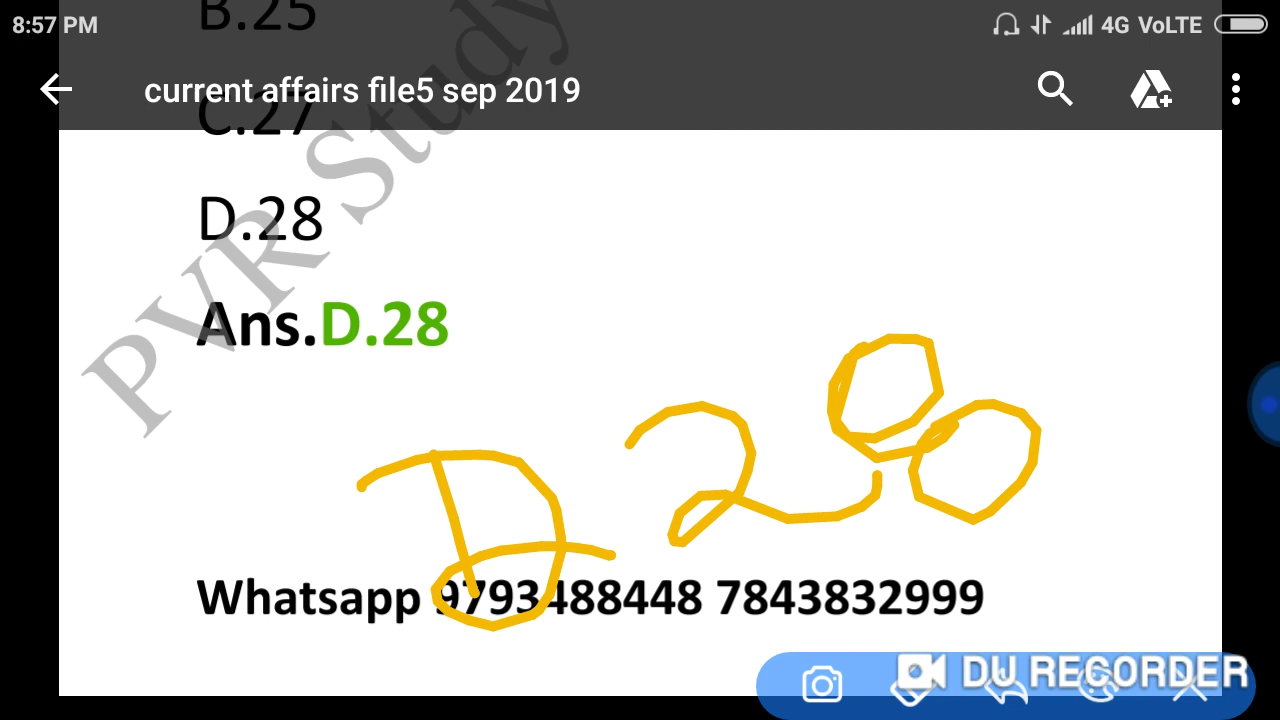 8:57 PM 4G VoLTE
B.25
current affairs file5 sep 2019
C.27
D.28
Ans.D.28
PVR Study
D 28
Whatsapp 9793488448 7843832999
DU RECORDER